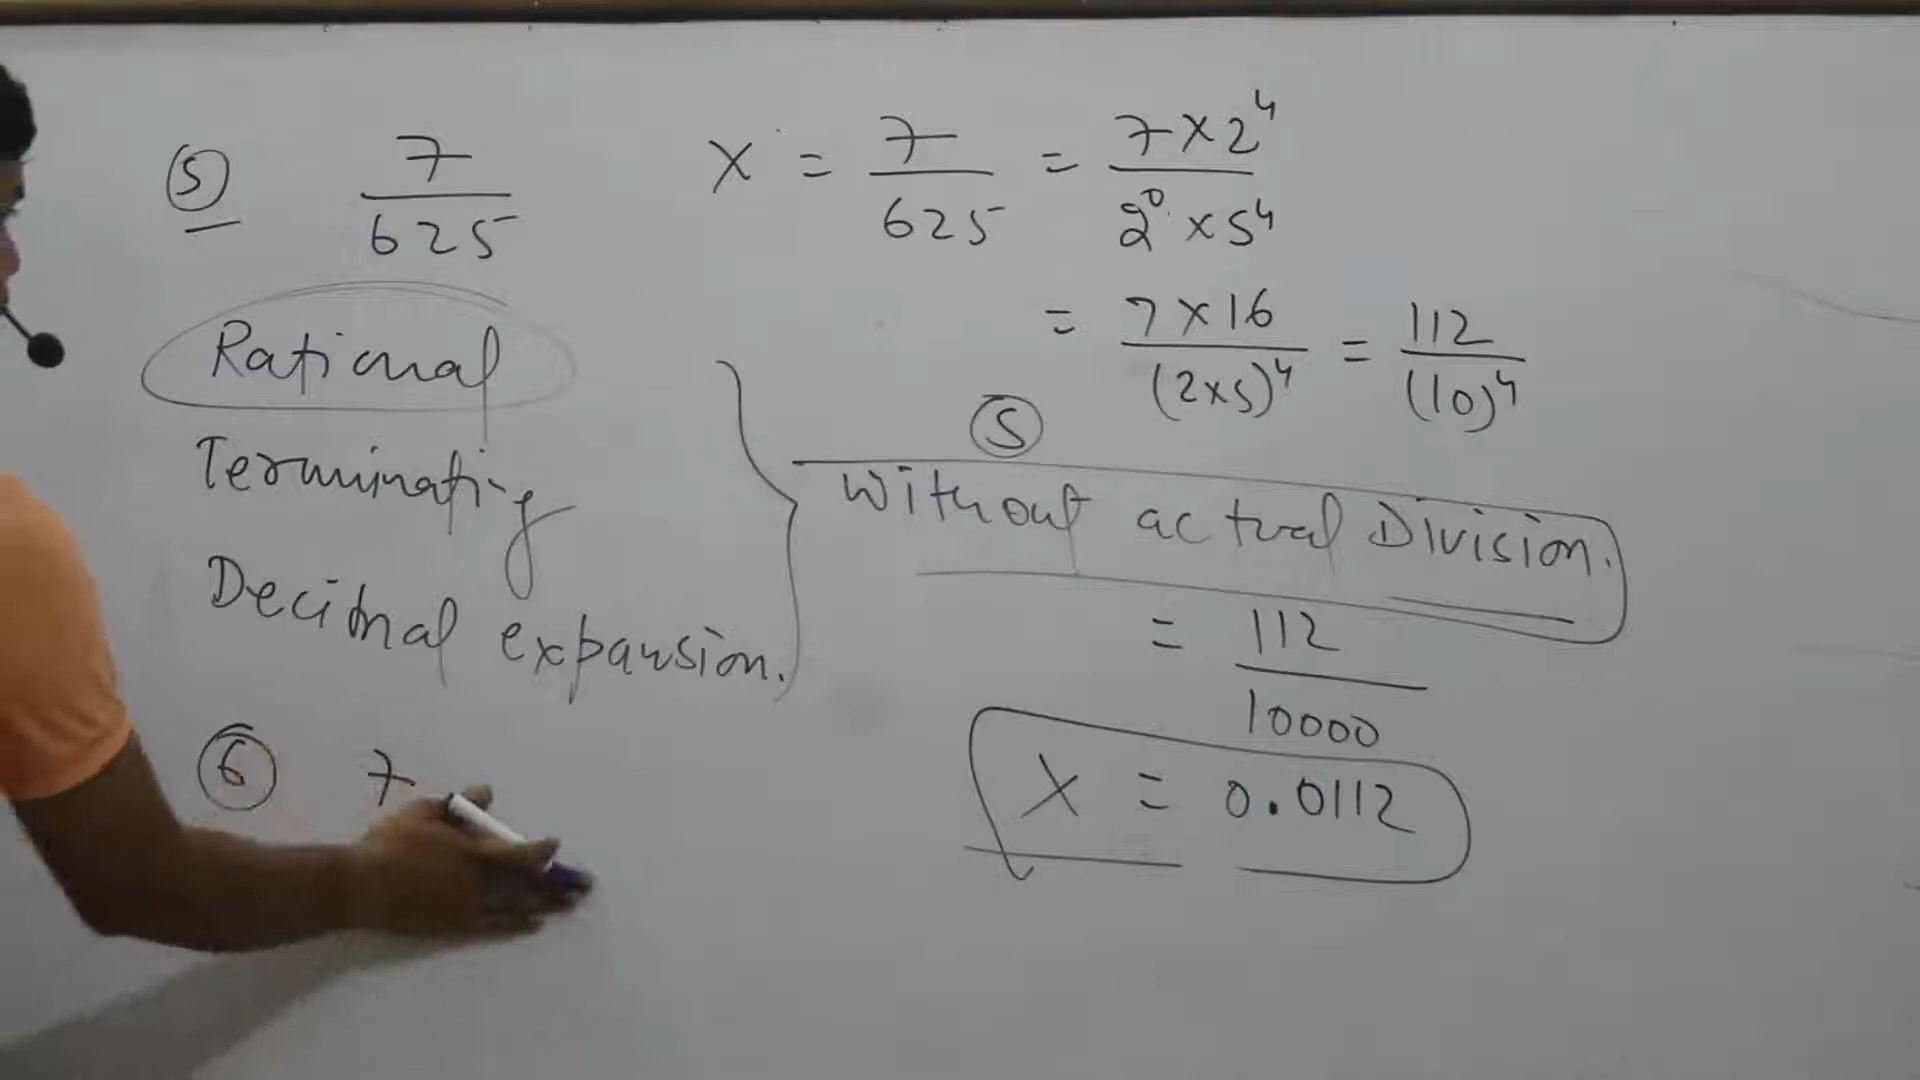 (5) 7/625
x = 7/625 = 7×2⁴/2⁰×5⁴
= 7×16/(2×5)⁴ = 112/(10)⁴
Rational
Terminating
Decimal expansion.
(5)
Without actual Division.
= 112/10000
x = 0.0112
(6) 7